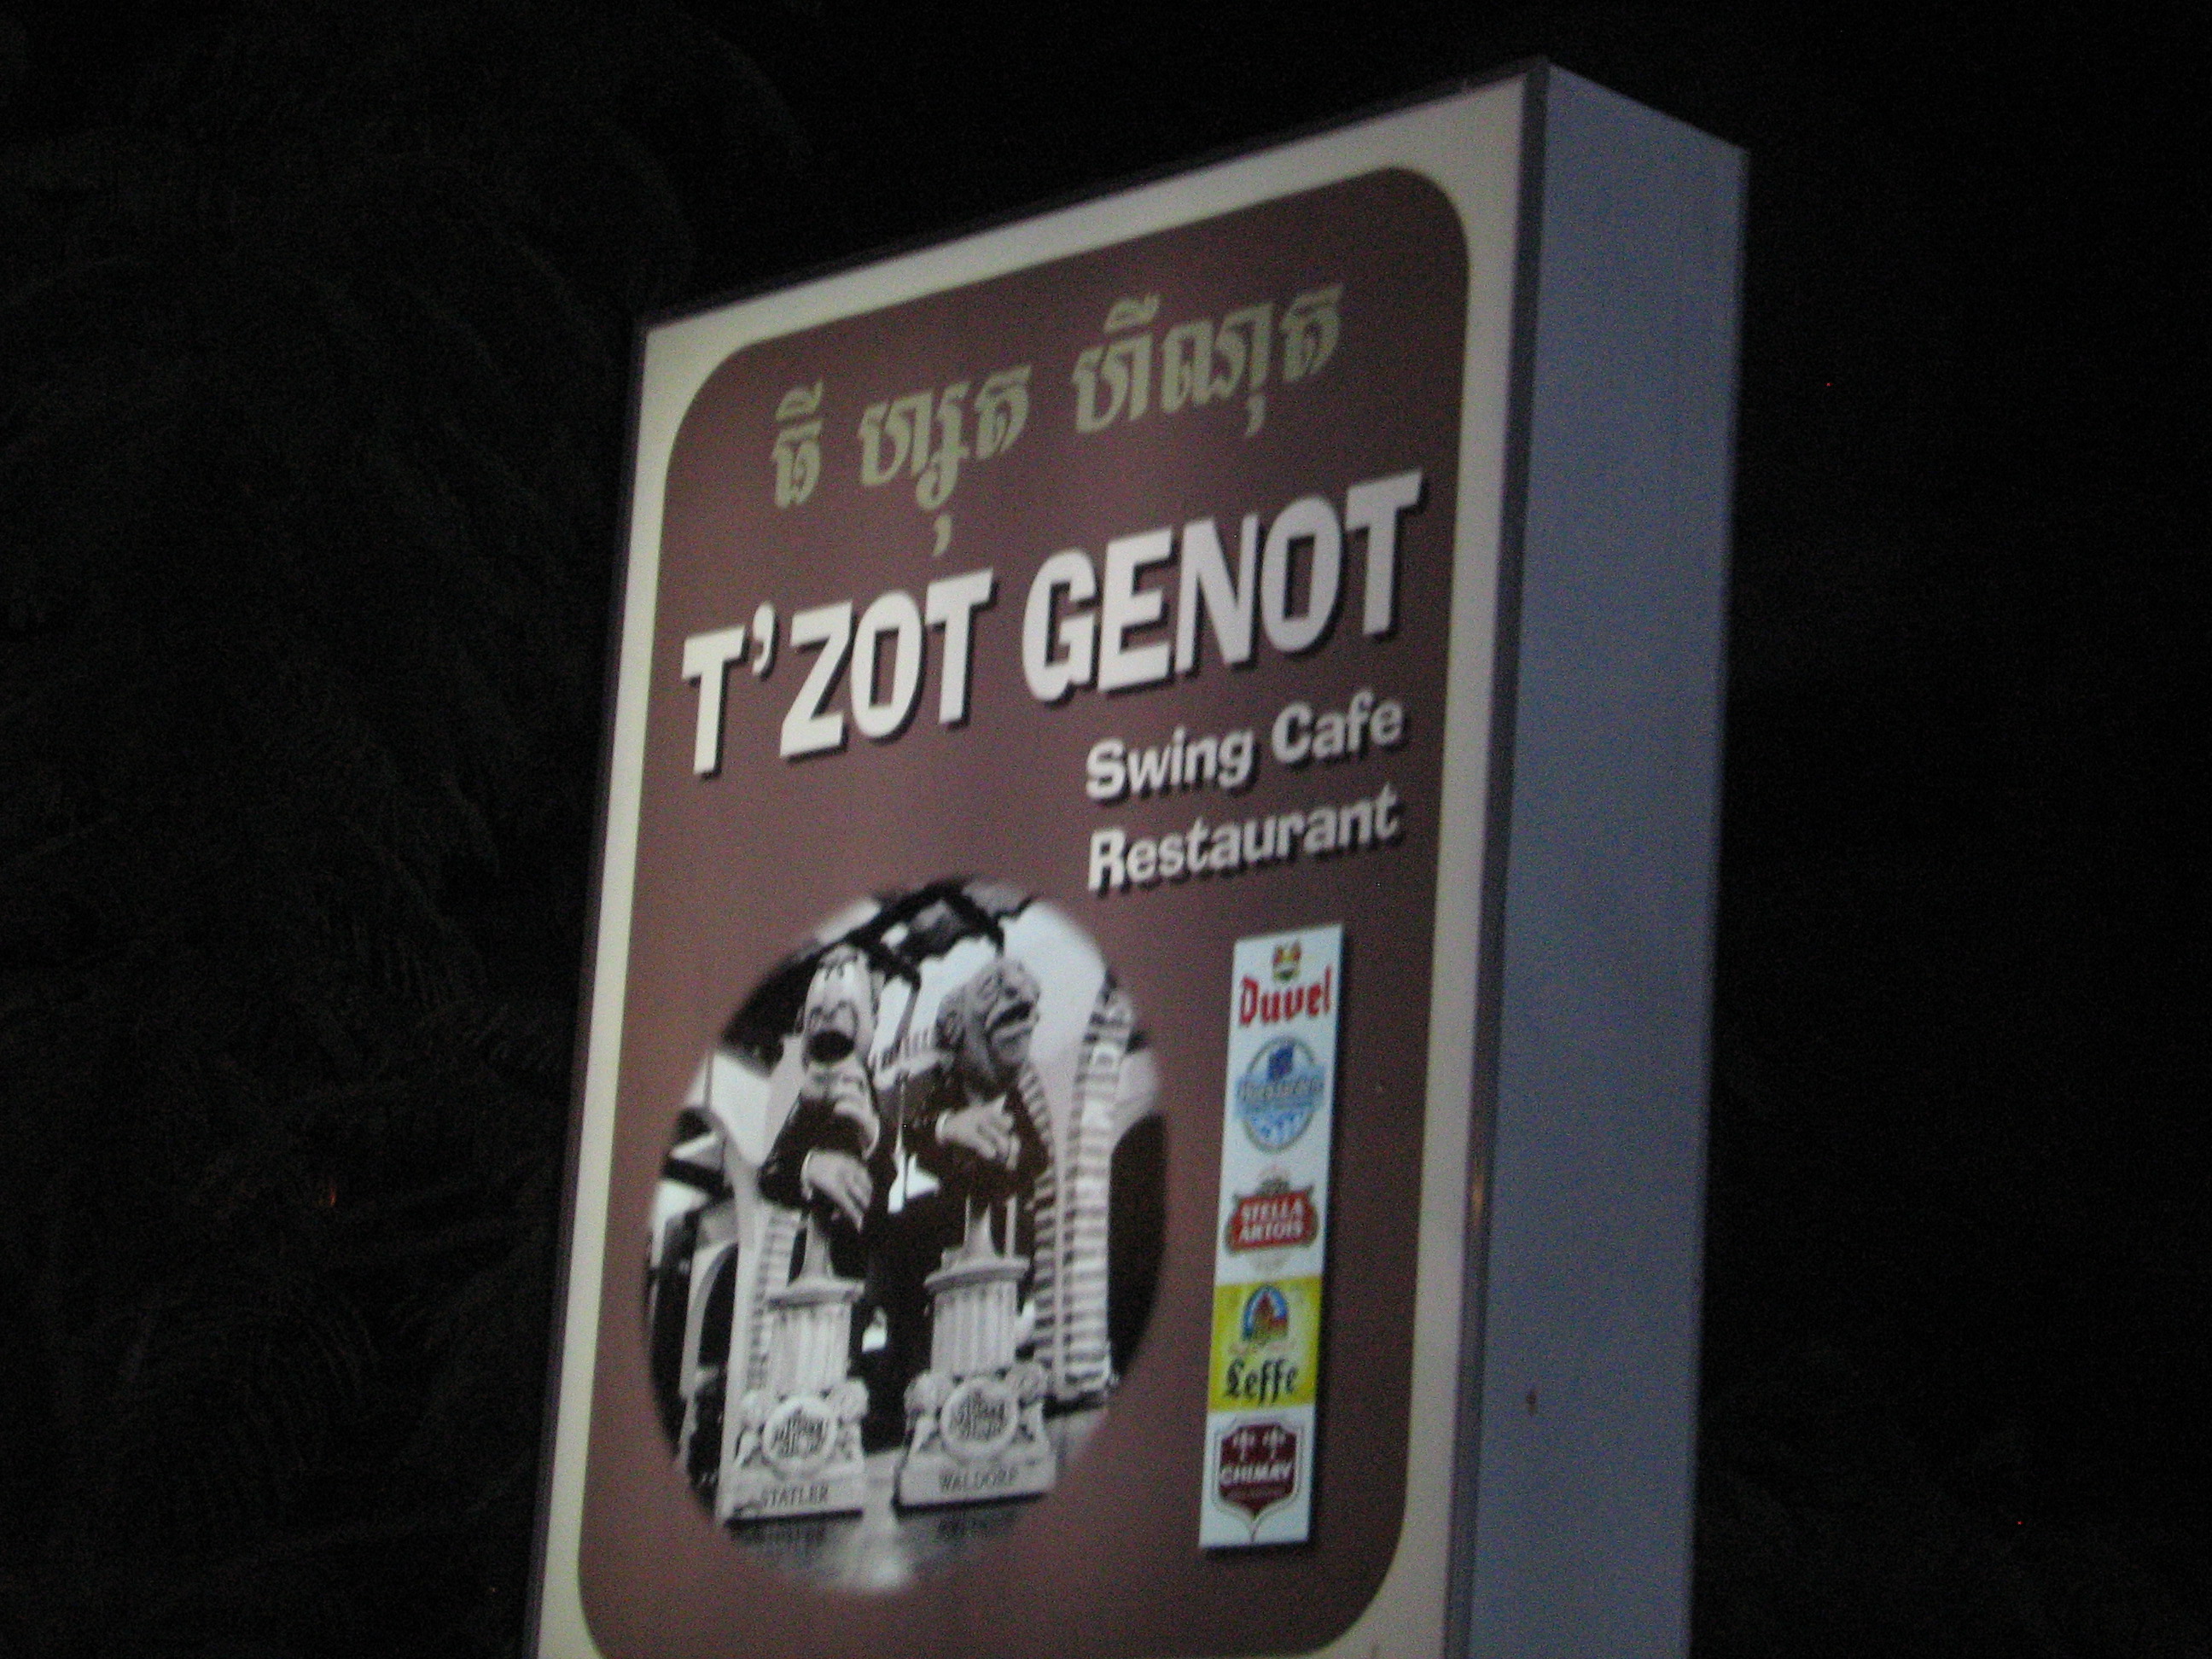 ធី ហ្សុត ហឺណុត
T'ZOT GENOT
Swing Cafe
Restaurant
Duvel
Hoegaarden
STELLA
ARTOIS
Leffe
CHIMAY
STATLER
WALDORF